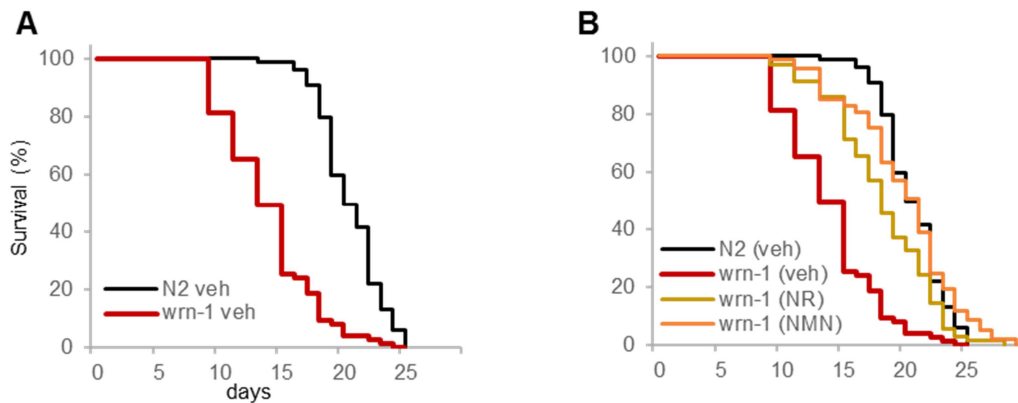 A
Survival (%)
100
80
60
40
20
0
N2 veh
wrn-1 veh
0 5 10 15 20 25
days
B
100
80
60
40
20
0
N2 (veh)
wrn-1 (veh)
wrn-1 (NR)
wrn-1 (NMN)
0 5 10 15 20 25